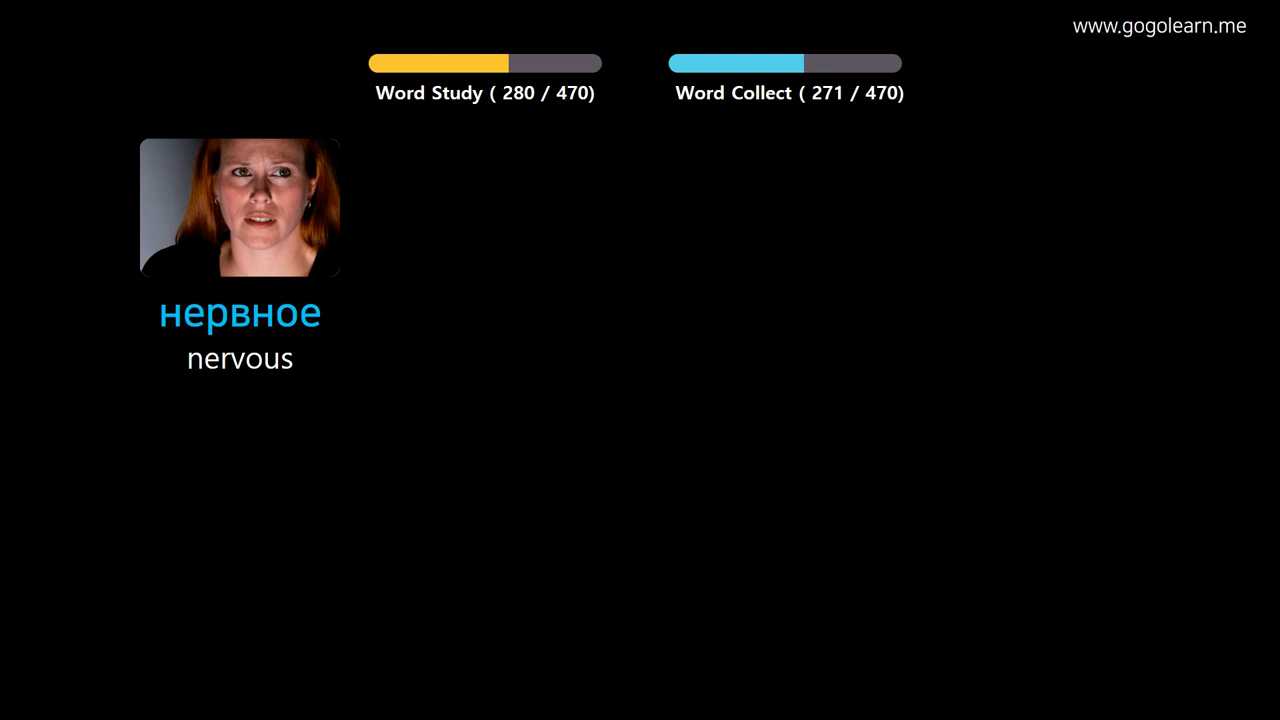 www.gogolearn.me
Word Study ( 280 / 470)
Word Collect ( 271 / 470)
нервное
nervous